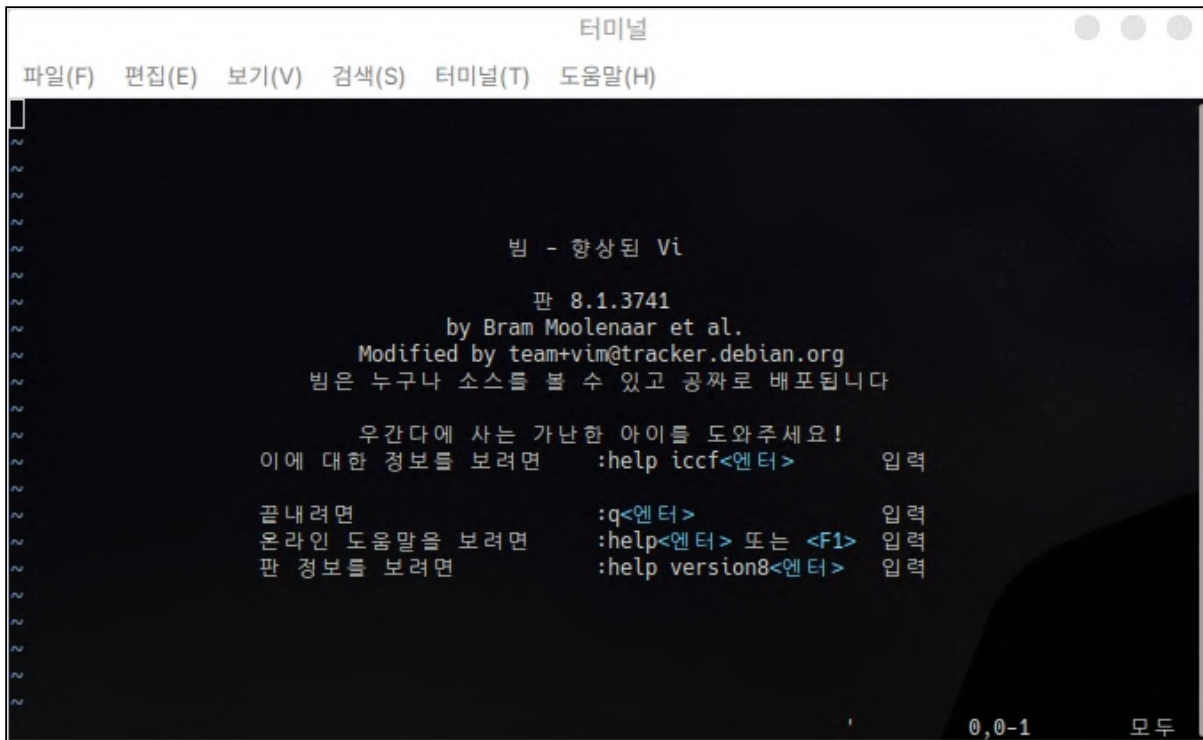 터미널
파일(F) 편집(E) 보기(V) 검색(S) 터미널(T) 도움말(H)
~
~
~
~
~ 빔 - 향상된 Vi
~
~ 판 8.1.3741
~ by Bram Moolenaar et al.
~ Modified by team+vim@tracker.debian.org
~ 빔은 누구나 소스를 볼 수 있고 공짜로 배포됩니다
~
~ 우간다에 사는 가난한 아이를 도와주세요!
~ 이에 대한 정보를 보려면 :help iccf<엔터> 입력
~
~ 끝내려면 :q<엔터> 입력
~ 온라인 도움말을 보려면 :help<엔터> 또는 <F1> 입력
~ 판 정보를 보려면 :help version8<엔터> 입력
~
~
~
~
~
' 0,0-1 모두